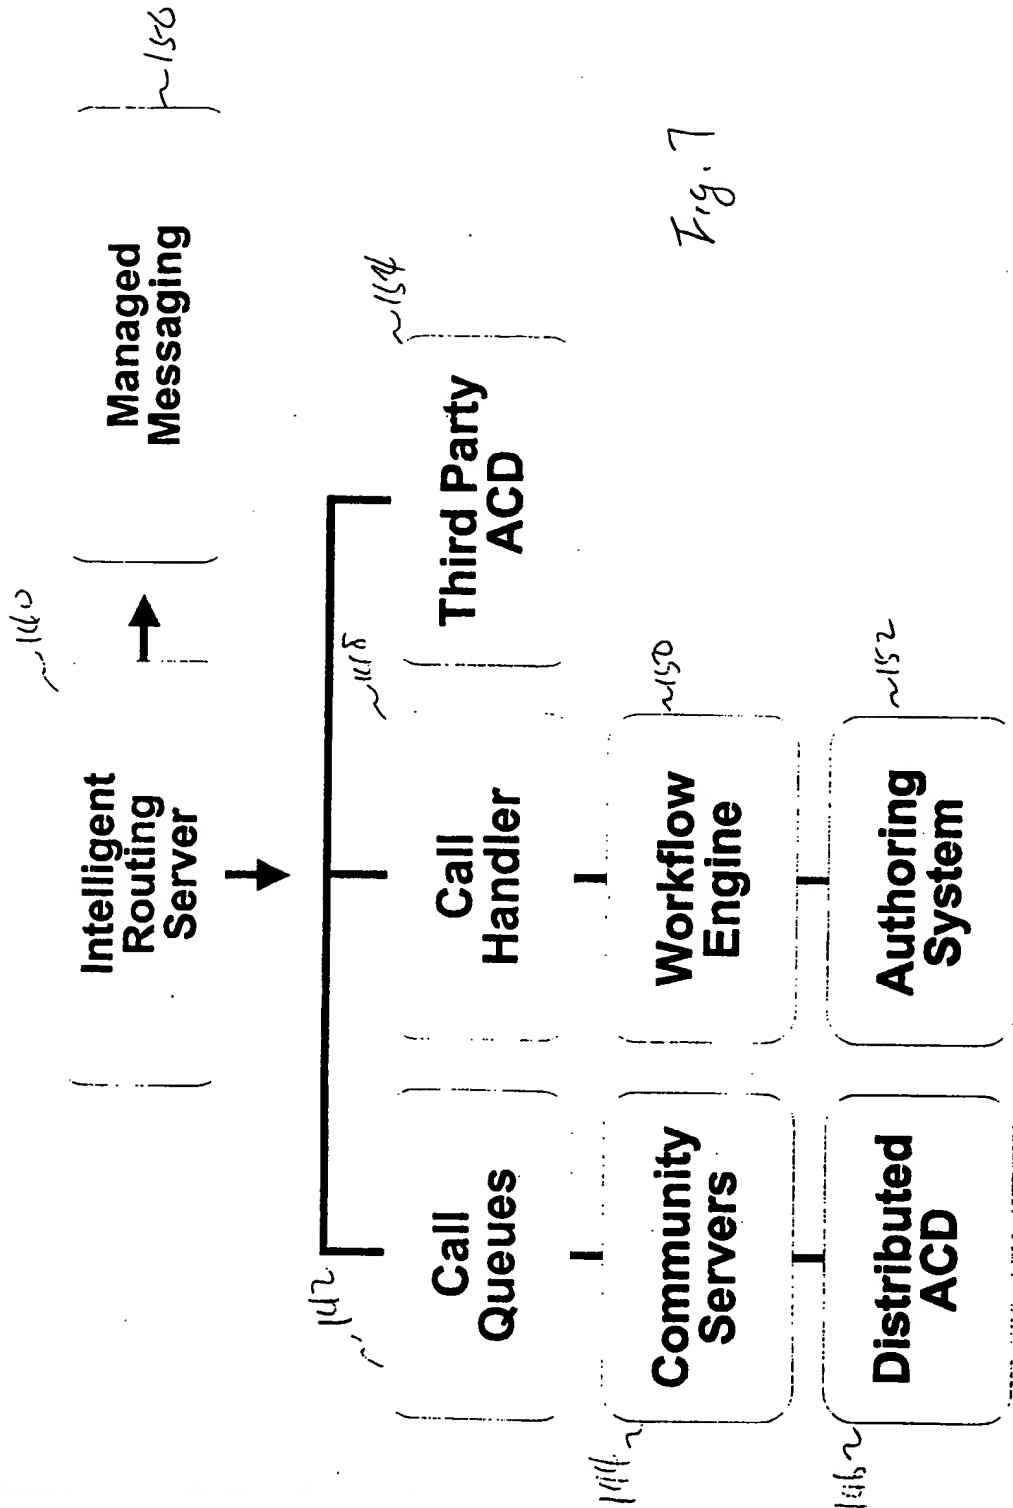 ~140
~150
Intelligent
Routing
Server
Managed
Messaging
~142
~148
~154
Call
Queues
Call
Handler
Third Party
ACD
144~
~150
Community
Servers
Workflow
Engine
Fig. 7
146~
~152
Distributed
ACD
Authoring
System